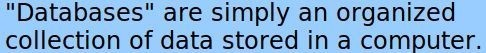 "Databases" are simply an organized
collection of data stored in a computer.